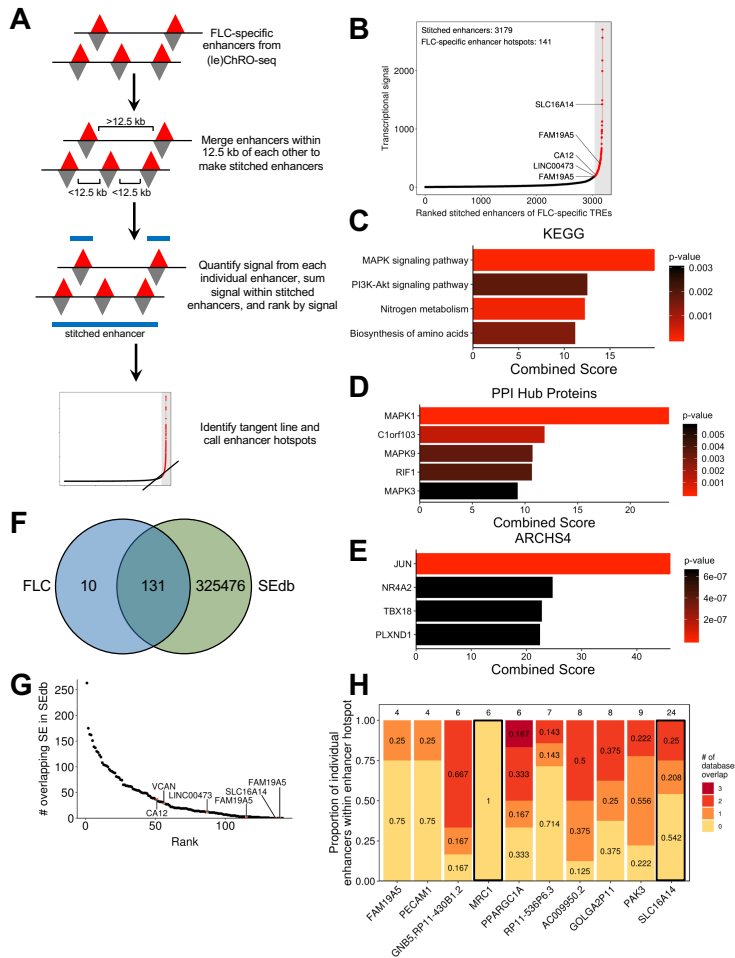 A
FLC-specific
enhancers from
(le)ChRO-seq
>12.5 kb
Merge enhancers within
12.5 kb of each other to
make stitched enhancers
<12.5 kb <12.5 kb
Quantify signal from each
individual enhancer, sum
signal within stitched
enhancers, and rank by signal
stitched enhancer
Identify tangent line and
call enhancer hotspots
B
Stitched enhancers: 3179
FLC-specific enhancer hotspots: 141
Transcriptional signal
2000
1000
0
SLC16A14
FAM19A5
CA12
LINC00473
FAM19A5
0 1000 2000 3000
Ranked stitched enhancers of FLC-specific TREs
C
KEGG
MAPK signaling pathway
PI3K-Akt signaling pathway
Nitrogen metabolism
Biosynthesis of amino acids
0 5 10 15
Combined Score
p-value
0.003
0.002
0.001
D
PPI Hub Proteins
MAPK1
C1orf103
MAPK9
RIF1
MAPK3
0 5 10 15 20
Combined Score
p-value
0.005
0.004
0.003
0.002
0.001
E
ARCHS4
JUN
NR4A2
TBX18
PLXND1
0 10 20 30 40
Combined Score
p-value
6e-07
4e-07
2e-07
F
FLC 10 131 325476 SEdb
G
# overlapping SE in SEdb
250
200
150
100
50
0
VCAN
CA12
LINC00473
FAM19A5
SLC16A14
FAM19A5
0 50 100
Rank
H
Proportion of individual
enhancers within enhancer hotspot
1.00
0.75
0.50
0.25
0.00
4 4 6 6 6 7 8 8 9 24
0.25
0.75
0.25
0.75
0.667
0.167
0.167
1
0.167
0.333
0.167
0.333
0.143
0.143
0.714
0.5
0.375
0.125
0.375
0.25
0.375
0.222
0.556
0.222
0.25
0.208
0.542
FAM19A5
PECAM1
GNB5,RP11-430B1.2
MRC1
PPARGC1A
RP11-536P6.3
AC009950.2
GOLGA2P11
PAK3
SLC16A14
# of
database
overlap
3
2
1
0